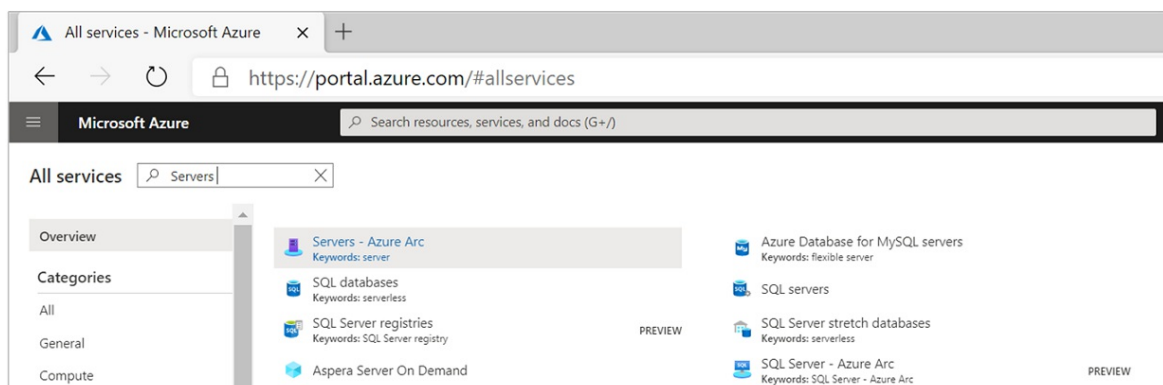 All services - Microsoft Azure
https://portal.azure.com/#allservices
Microsoft Azure
Search resources, services, and docs (G+/)
All services
Servers
Overview
Categories
All
General
Compute
Servers - Azure Arc
Keywords: server
SQL databases
Keywords: serverless
SQL Server registries
Keywords: SQL Server registry
PREVIEW
Aspera Server On Demand
Azure Database for MySQL servers
Keywords: flexible server
SQL servers
SQL Server stretch databases
Keywords: serverless
SQL Server - Azure Arc
Keywords: SQL Server - Azure Arc
PREVIEW